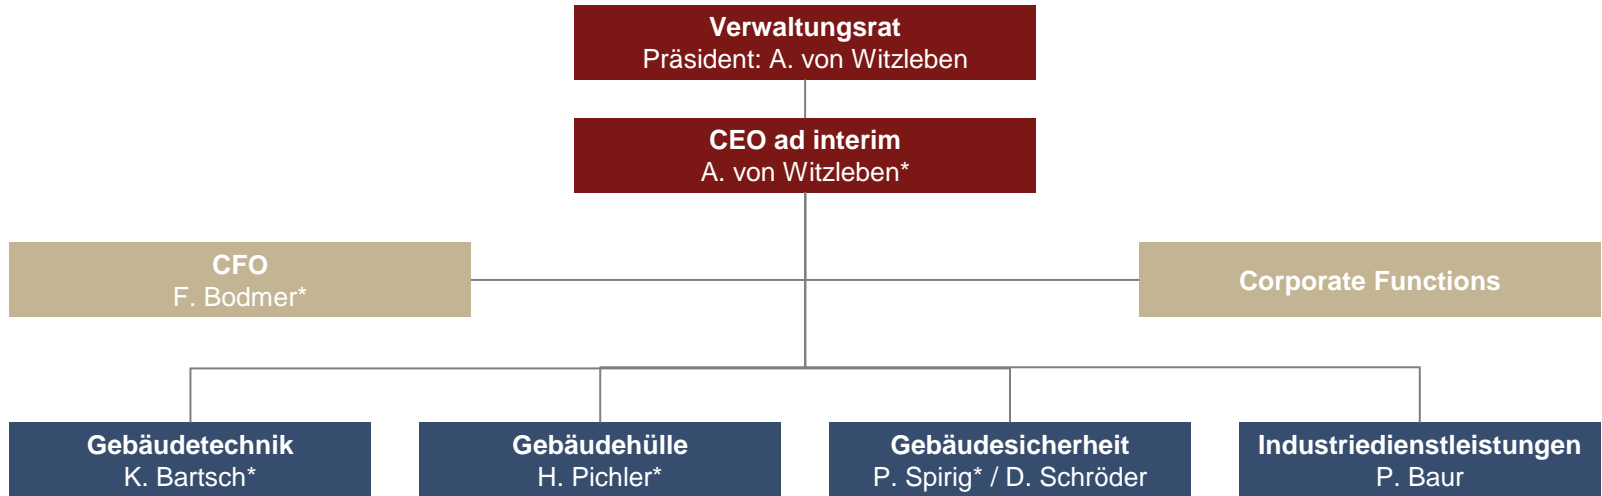 Verwaltungsrat
Präsident: A. von Witzleben
CEO ad interim
A. von Witzleben*
CFO
F. Bodmer*
Corporate Functions
Gebäudetechnik
K. Bartsch*
Gebäudehülle
H. Pichler*
Gebäudesicherheit
P. Spirig* / D. Schröder
Industriedienstleistungen
P. Baur